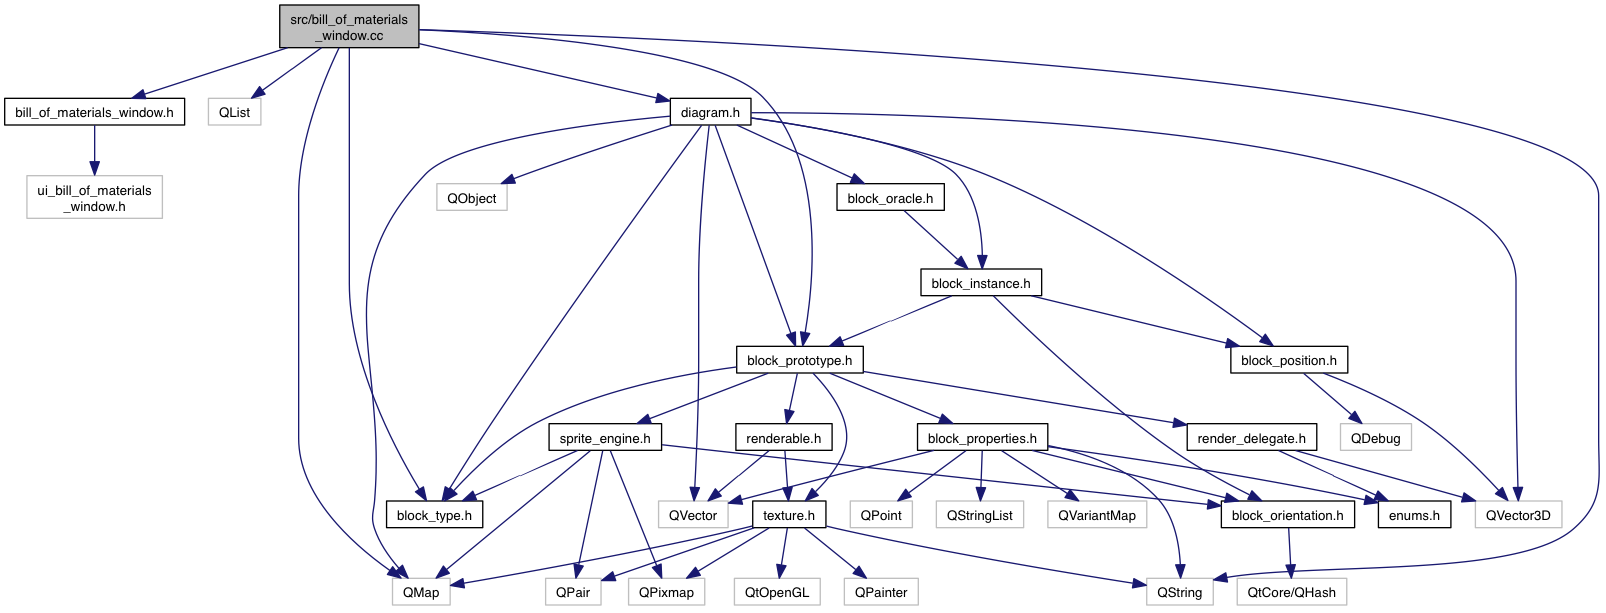 src/bill_of_materials
_window.cc
bill_of_materials_window.h
QList
diagram.h
ui_bill_of_materials
_window.h
QObject
block_oracle.h
block_instance.h
block_prototype.h
block_position.h
sprite_engine.h
renderable.h
block_properties.h
render_delegate.h
QDebug
block_type.h
QVector
texture.h
QPoint
QStringList
QVariantMap
block_orientation.h
enums.h
QVector3D
QMap
QPair
QPixmap
QtOpenGL
QPainter
QString
QtCore/QHash